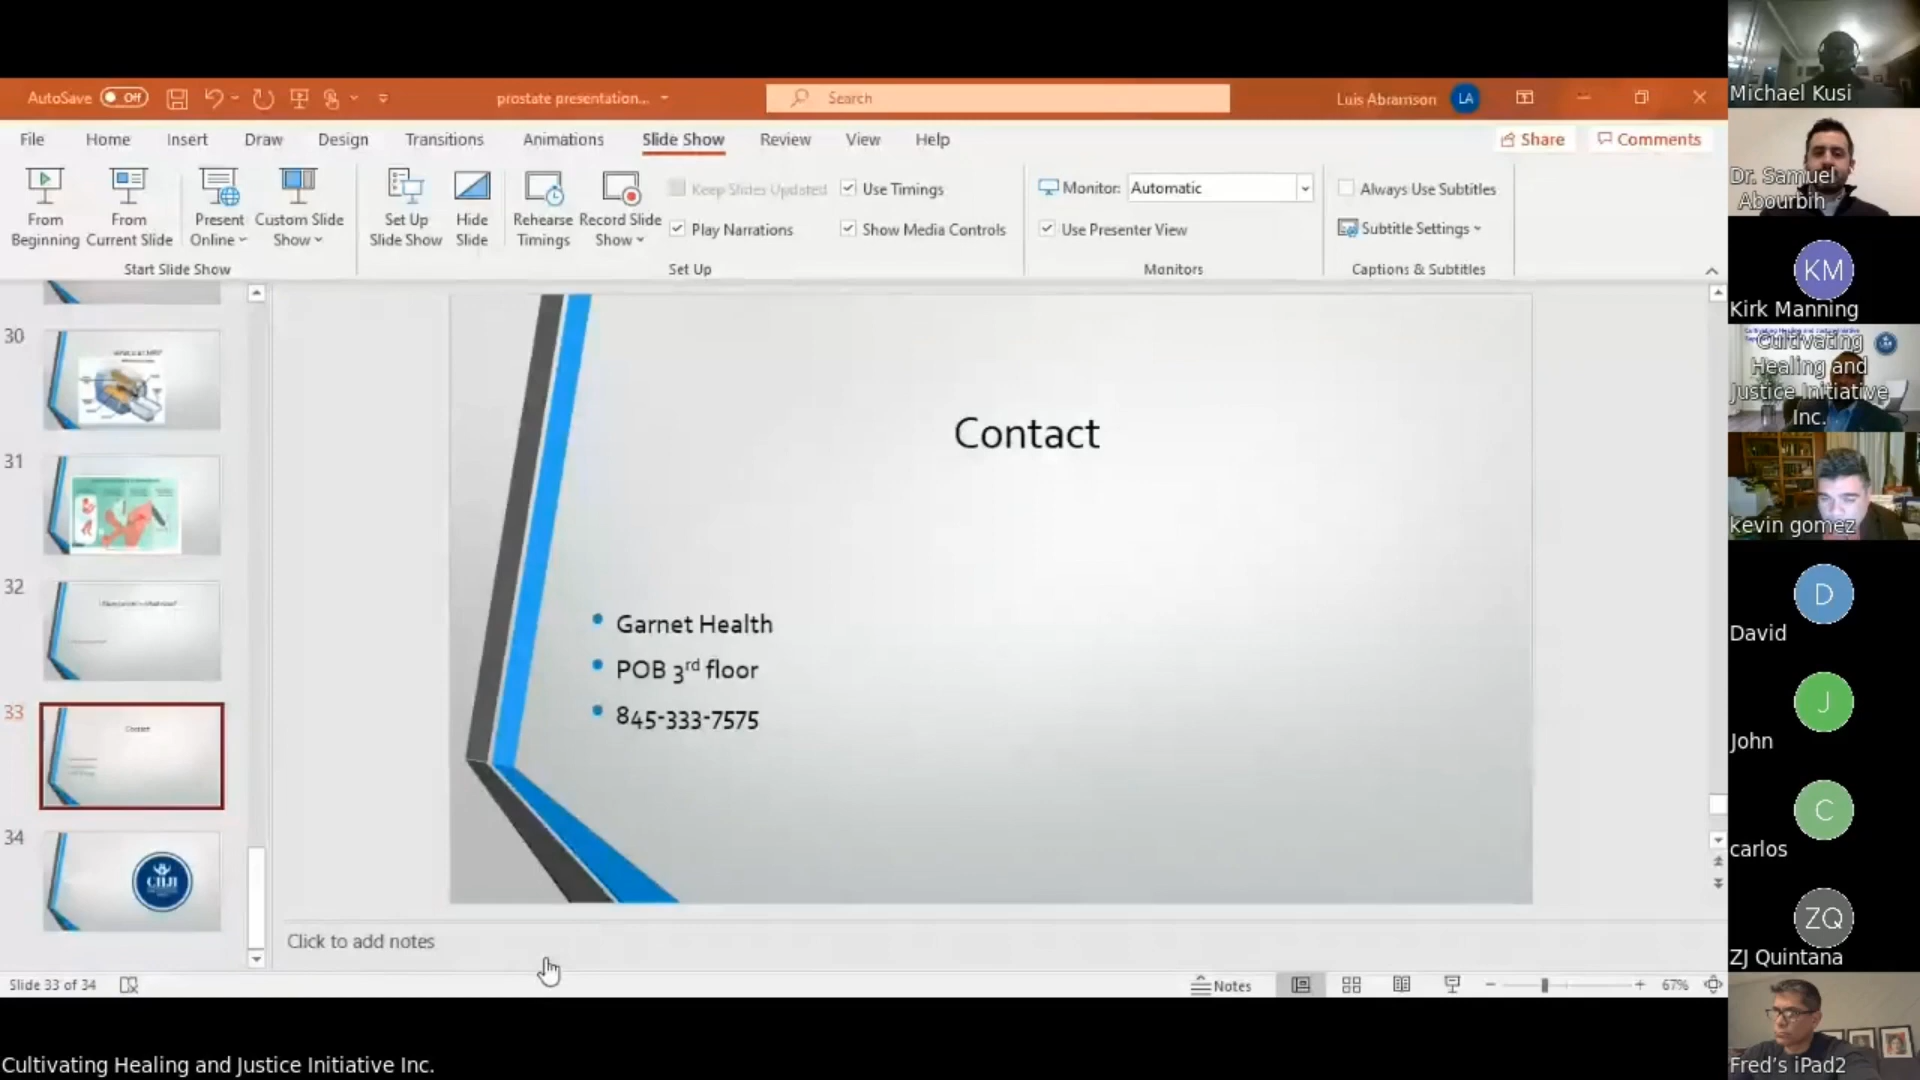 AutoSave Off prostate presentation... Search Luis Abramson LA
File Home Insert Draw Design Transitions Animations Slide Show Review View Help Share Comments
From Beginning
From Current Slide
Present Online
Custom Slide Show
Start Slide Show
Set Up Slide Show
Hide Slide
Rehearse Timings
Record Slide Show
Keep Slides Updated
Play Narrations
Use Timings
Show Media Controls
Set Up
Monitor: Automatic
Use Presenter View
Monitors
Always Use Subtitles
Subtitle Settings
Captions & Subtitles
30
31
32
33
Contact
34
CHJI
Contact
Garnet Health
POB 3rd floor
845-333-7575
Click to add notes
Slide 33 of 34
Notes
67%
Michael Kusi
Dr. Samuel
Abourbih
KM
Kirk Manning
Cultivating
Healing and
Justice Initiative
Inc.
kevin gomez
D
David
J
John
C
carlos
ZQ
ZJ Quintana
Fred's iPad2
Cultivating Healing and Justice Initiative Inc.